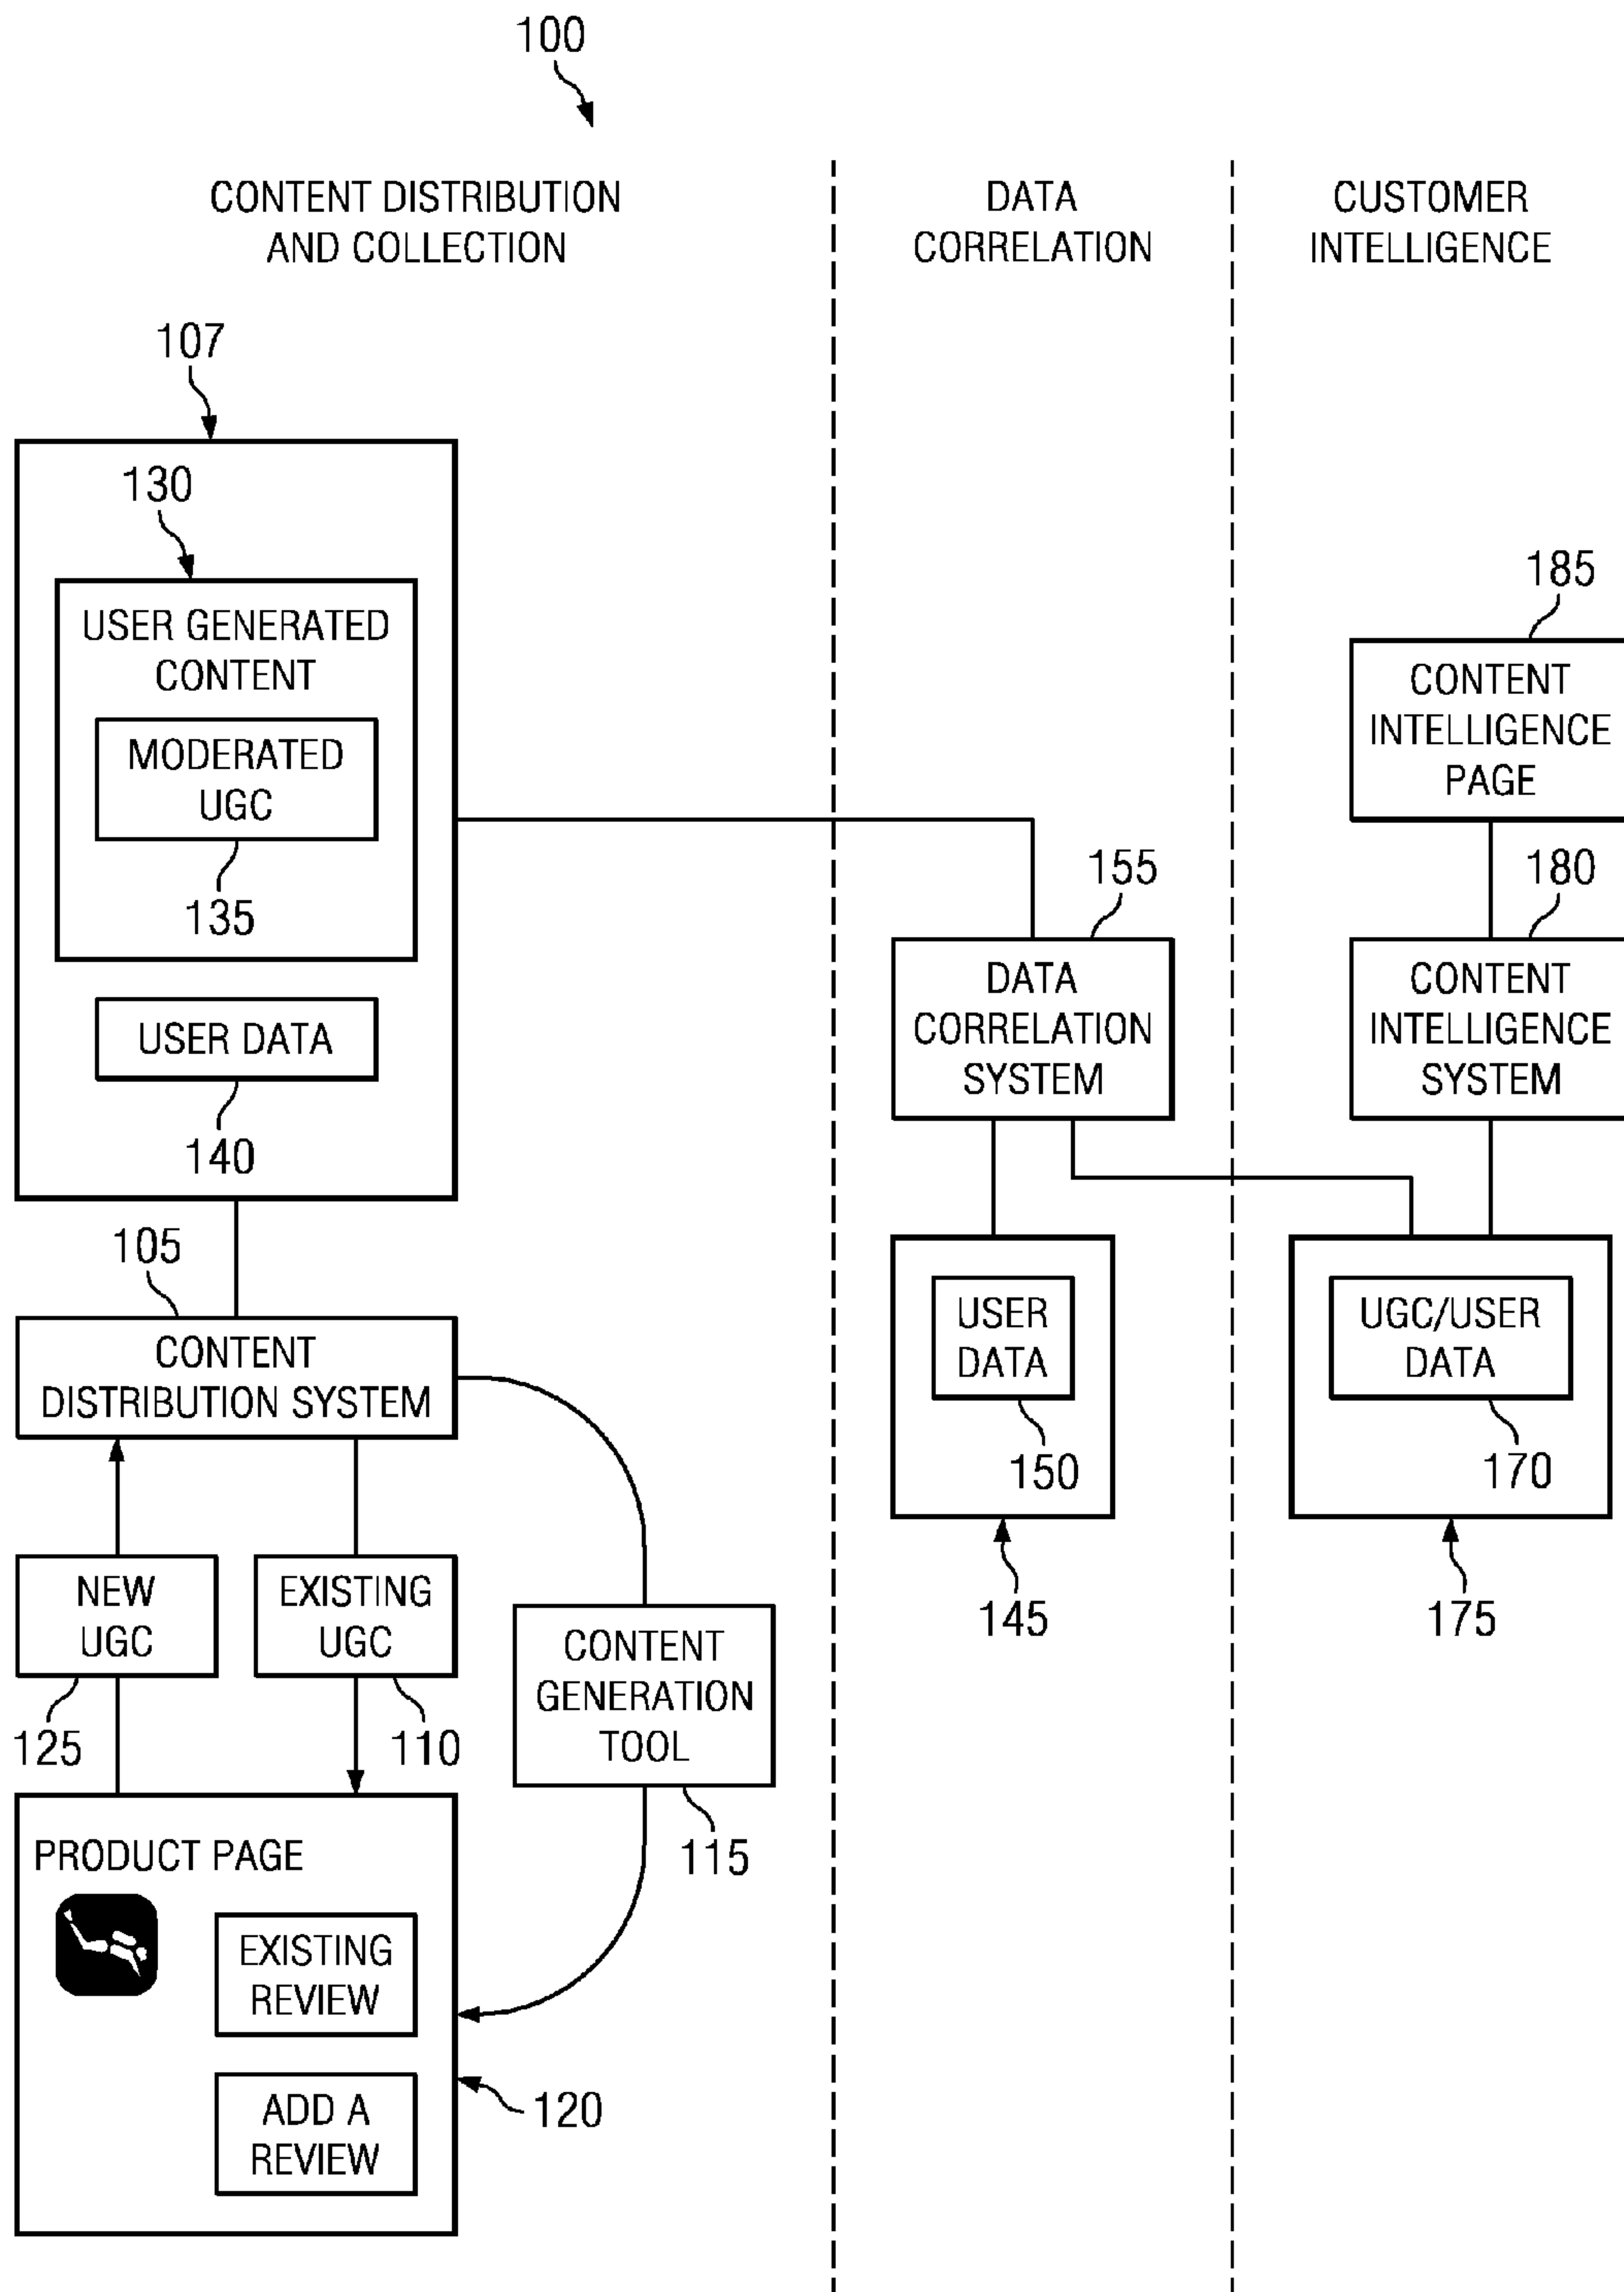 100
CONTENT DISTRIBUTION
AND COLLECTION
DATA
CORRELATION
CUSTOMER
INTELLIGENCE
107
130
USER GENERATED
CONTENT
MODERATED
UGC
135
USER DATA
140
105
CONTENT
DISTRIBUTION SYSTEM
NEW
UGC
125
EXISTING
UGC
110
CONTENT
GENERATION
TOOL
115
PRODUCT PAGE
EXISTING
REVIEW
ADD A
REVIEW
120
155
DATA
CORRELATION
SYSTEM
USER
DATA
150
145
185
CONTENT
INTELLIGENCE
PAGE
180
CONTENT
INTELLIGENCE
SYSTEM
UGC/USER
DATA
170
175